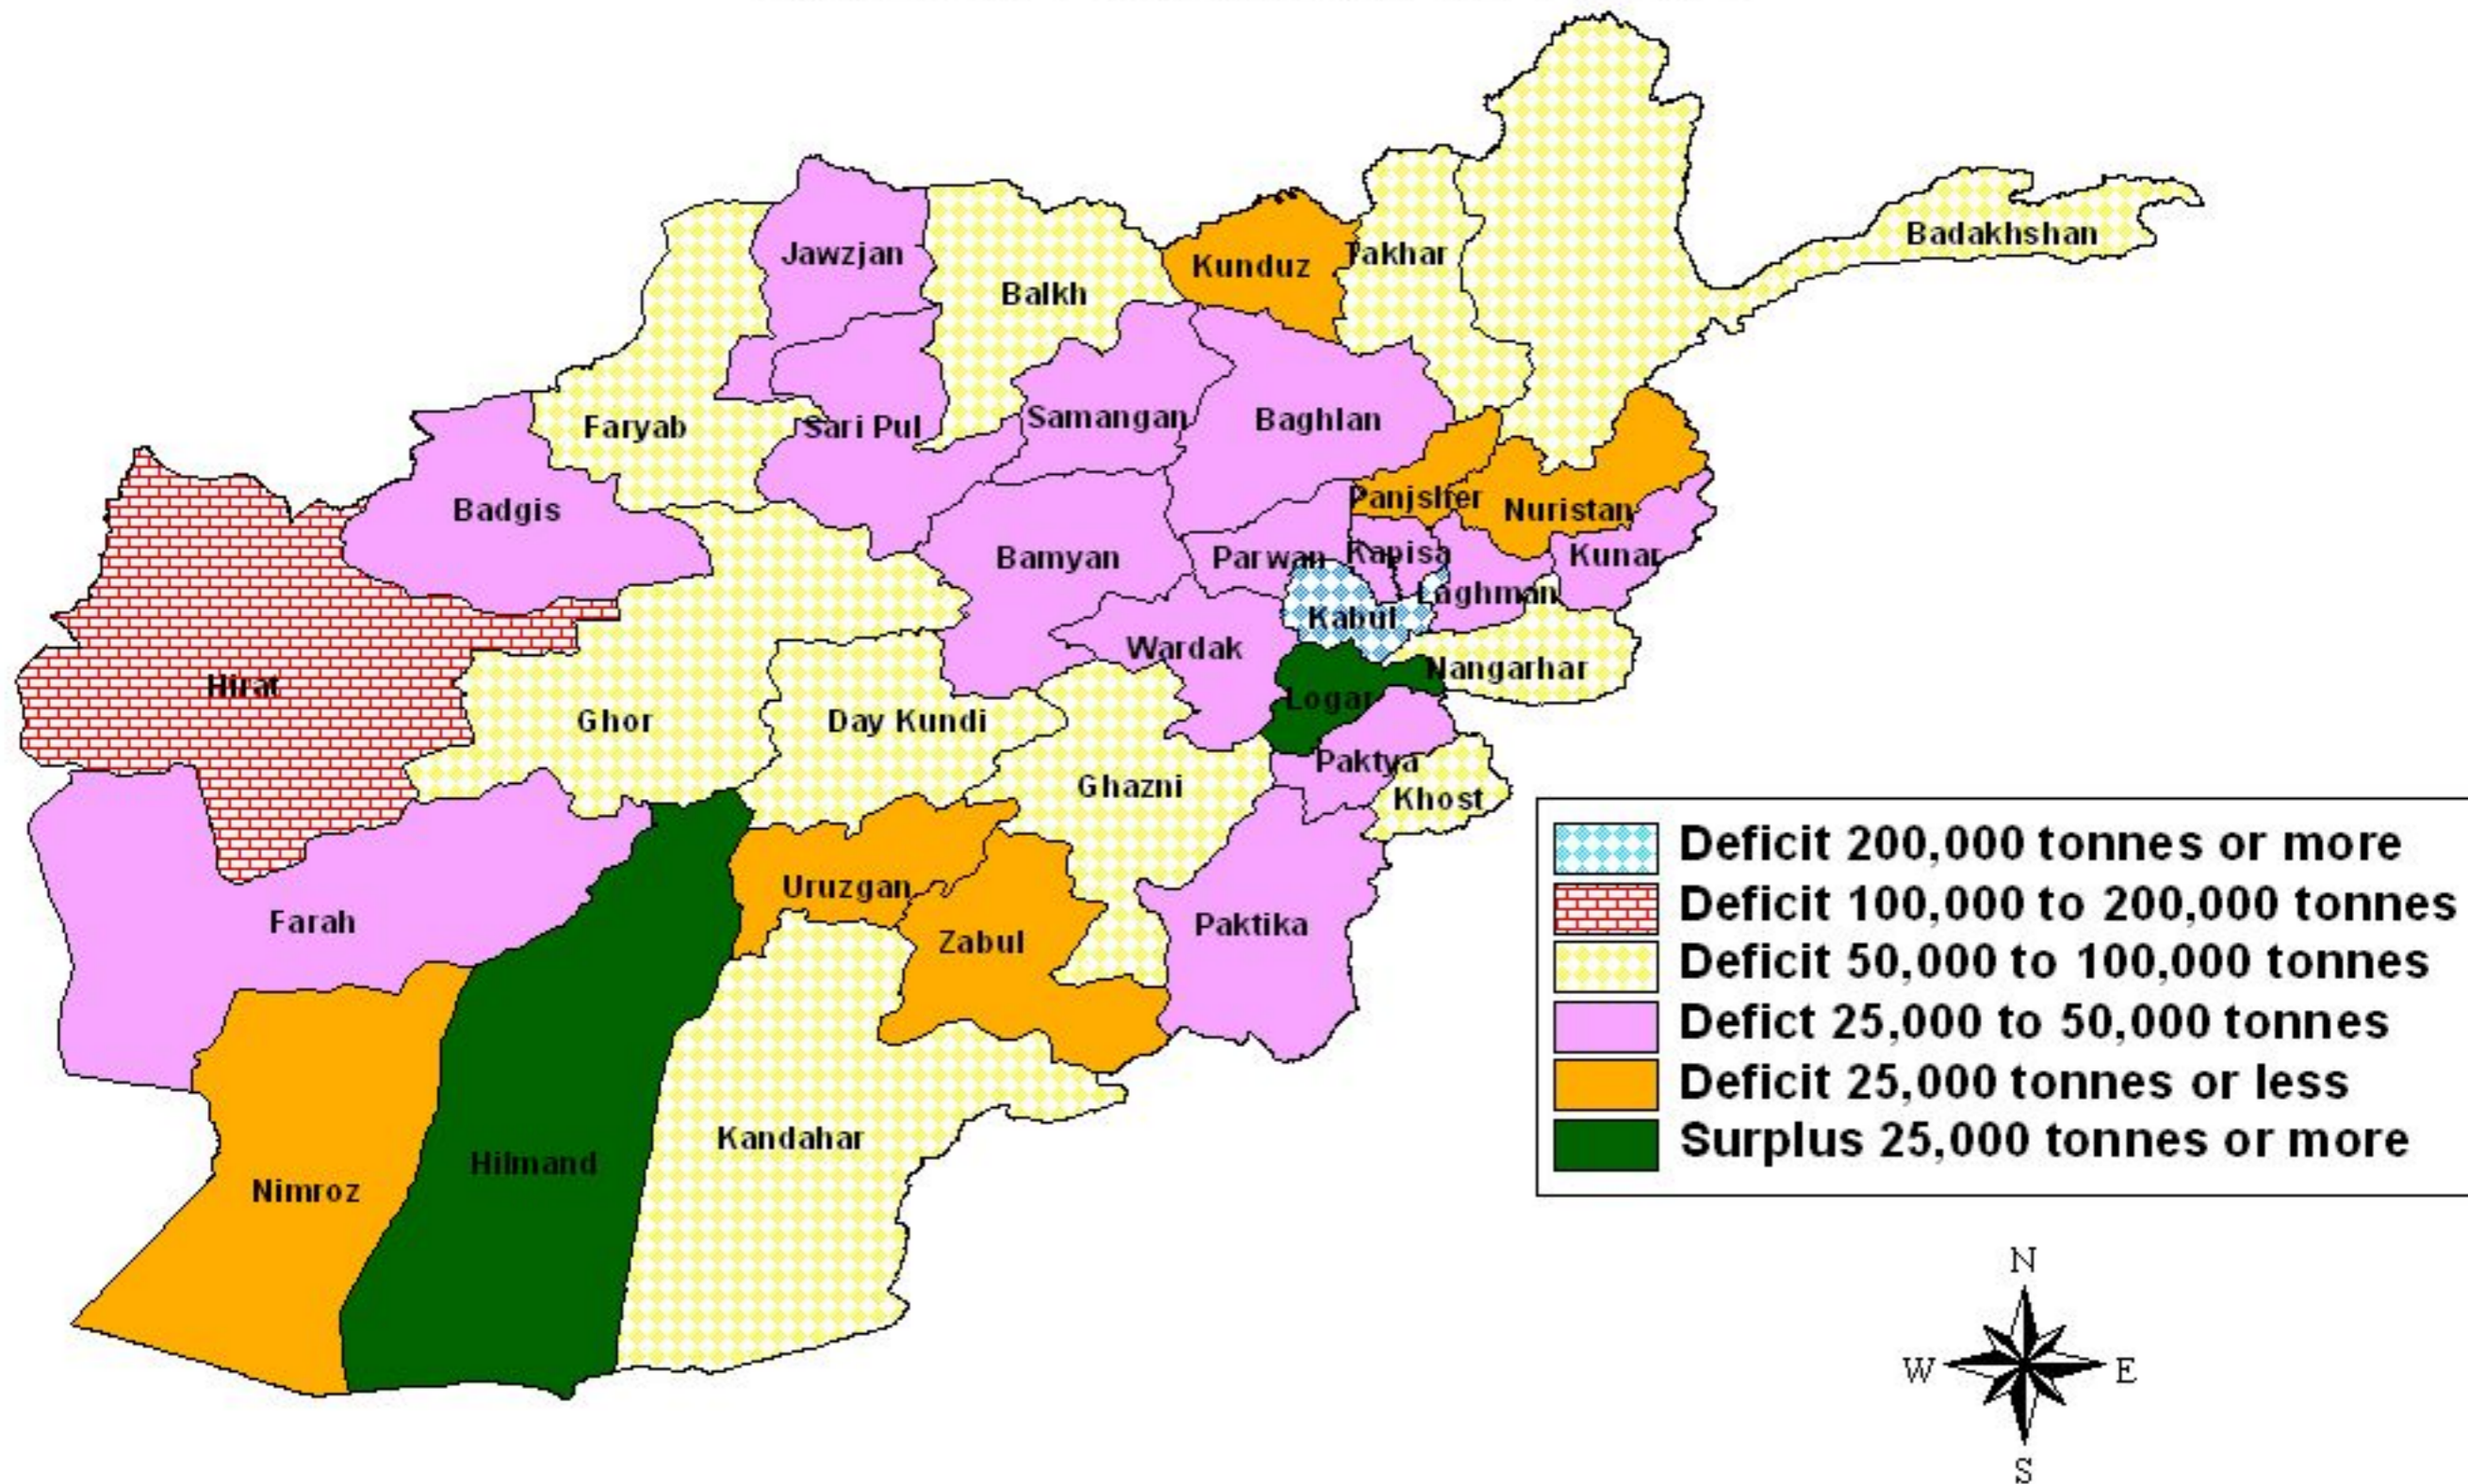 Badakhshan
Jawzjan
Takhar
Kunduz
Balkh
Faryab
Sari Pul
Samangan
Baghlan
Badgis
Panjsher
Nuristan
Bamyan
Parwan
Kapisa
Kunar
Laghman
Kabul
Wardak
Nangarhar
Hirat
Logar
Ghor
Day Kundi
Paktya
Ghazni
Khost
Uruzgan
Farah
Zabul
Paktika
Kandahar
Hilmand
Nimroz
Deficit 200,000 tonnes or more
Deficit 100,000 to 200,000 tonnes
Deficit 50,000 to 100,000 tonnes
Defict 25,000 to 50,000 tonnes
Deficit 25,000 tonnes or less
Surplus 25,000 tonnes or more
N
W E
S